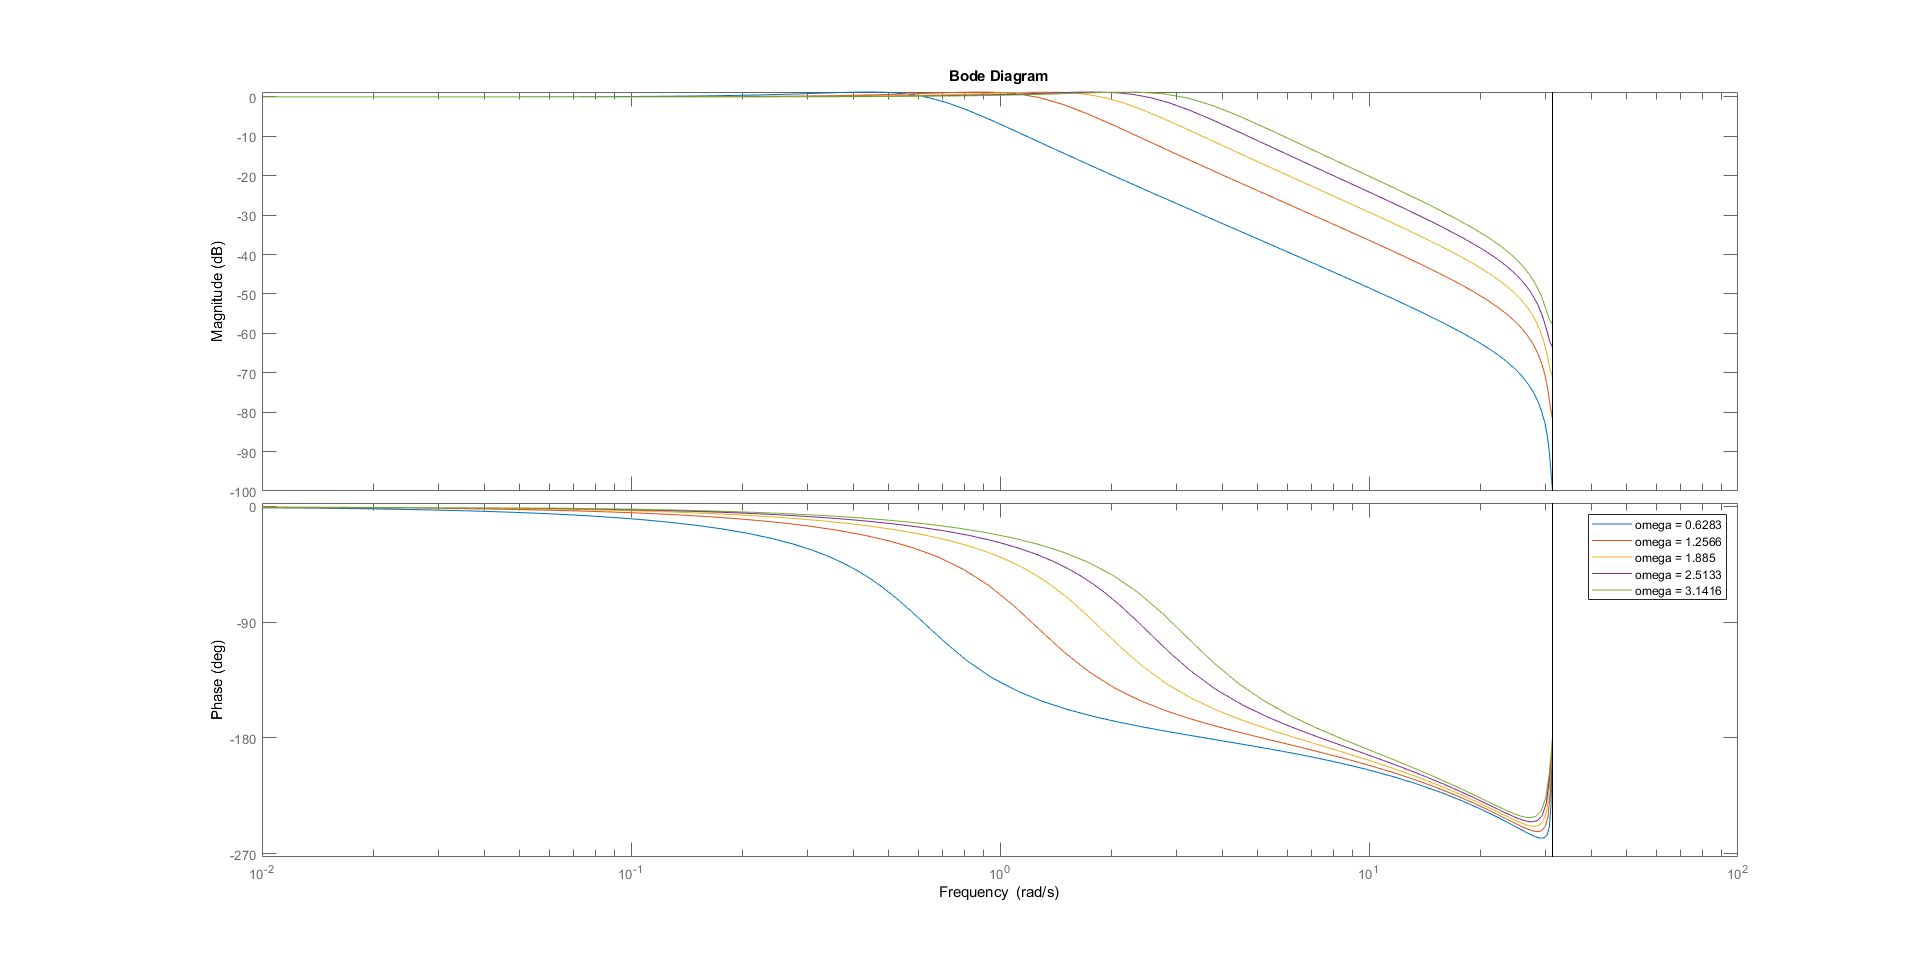 Bode Diagram
Magnitude (dB)
0
-10
-20
-30
-40
-50
-60
-70
-80
-90
-100
Phase (deg)
0
-90
-180
-270
omega = 0.6283
omega = 1.2566
omega = 1.885
omega = 2.5133
omega = 3.1416
10^-2
10^-1
10^0
10^1
10^2
Frequency (rad/s)